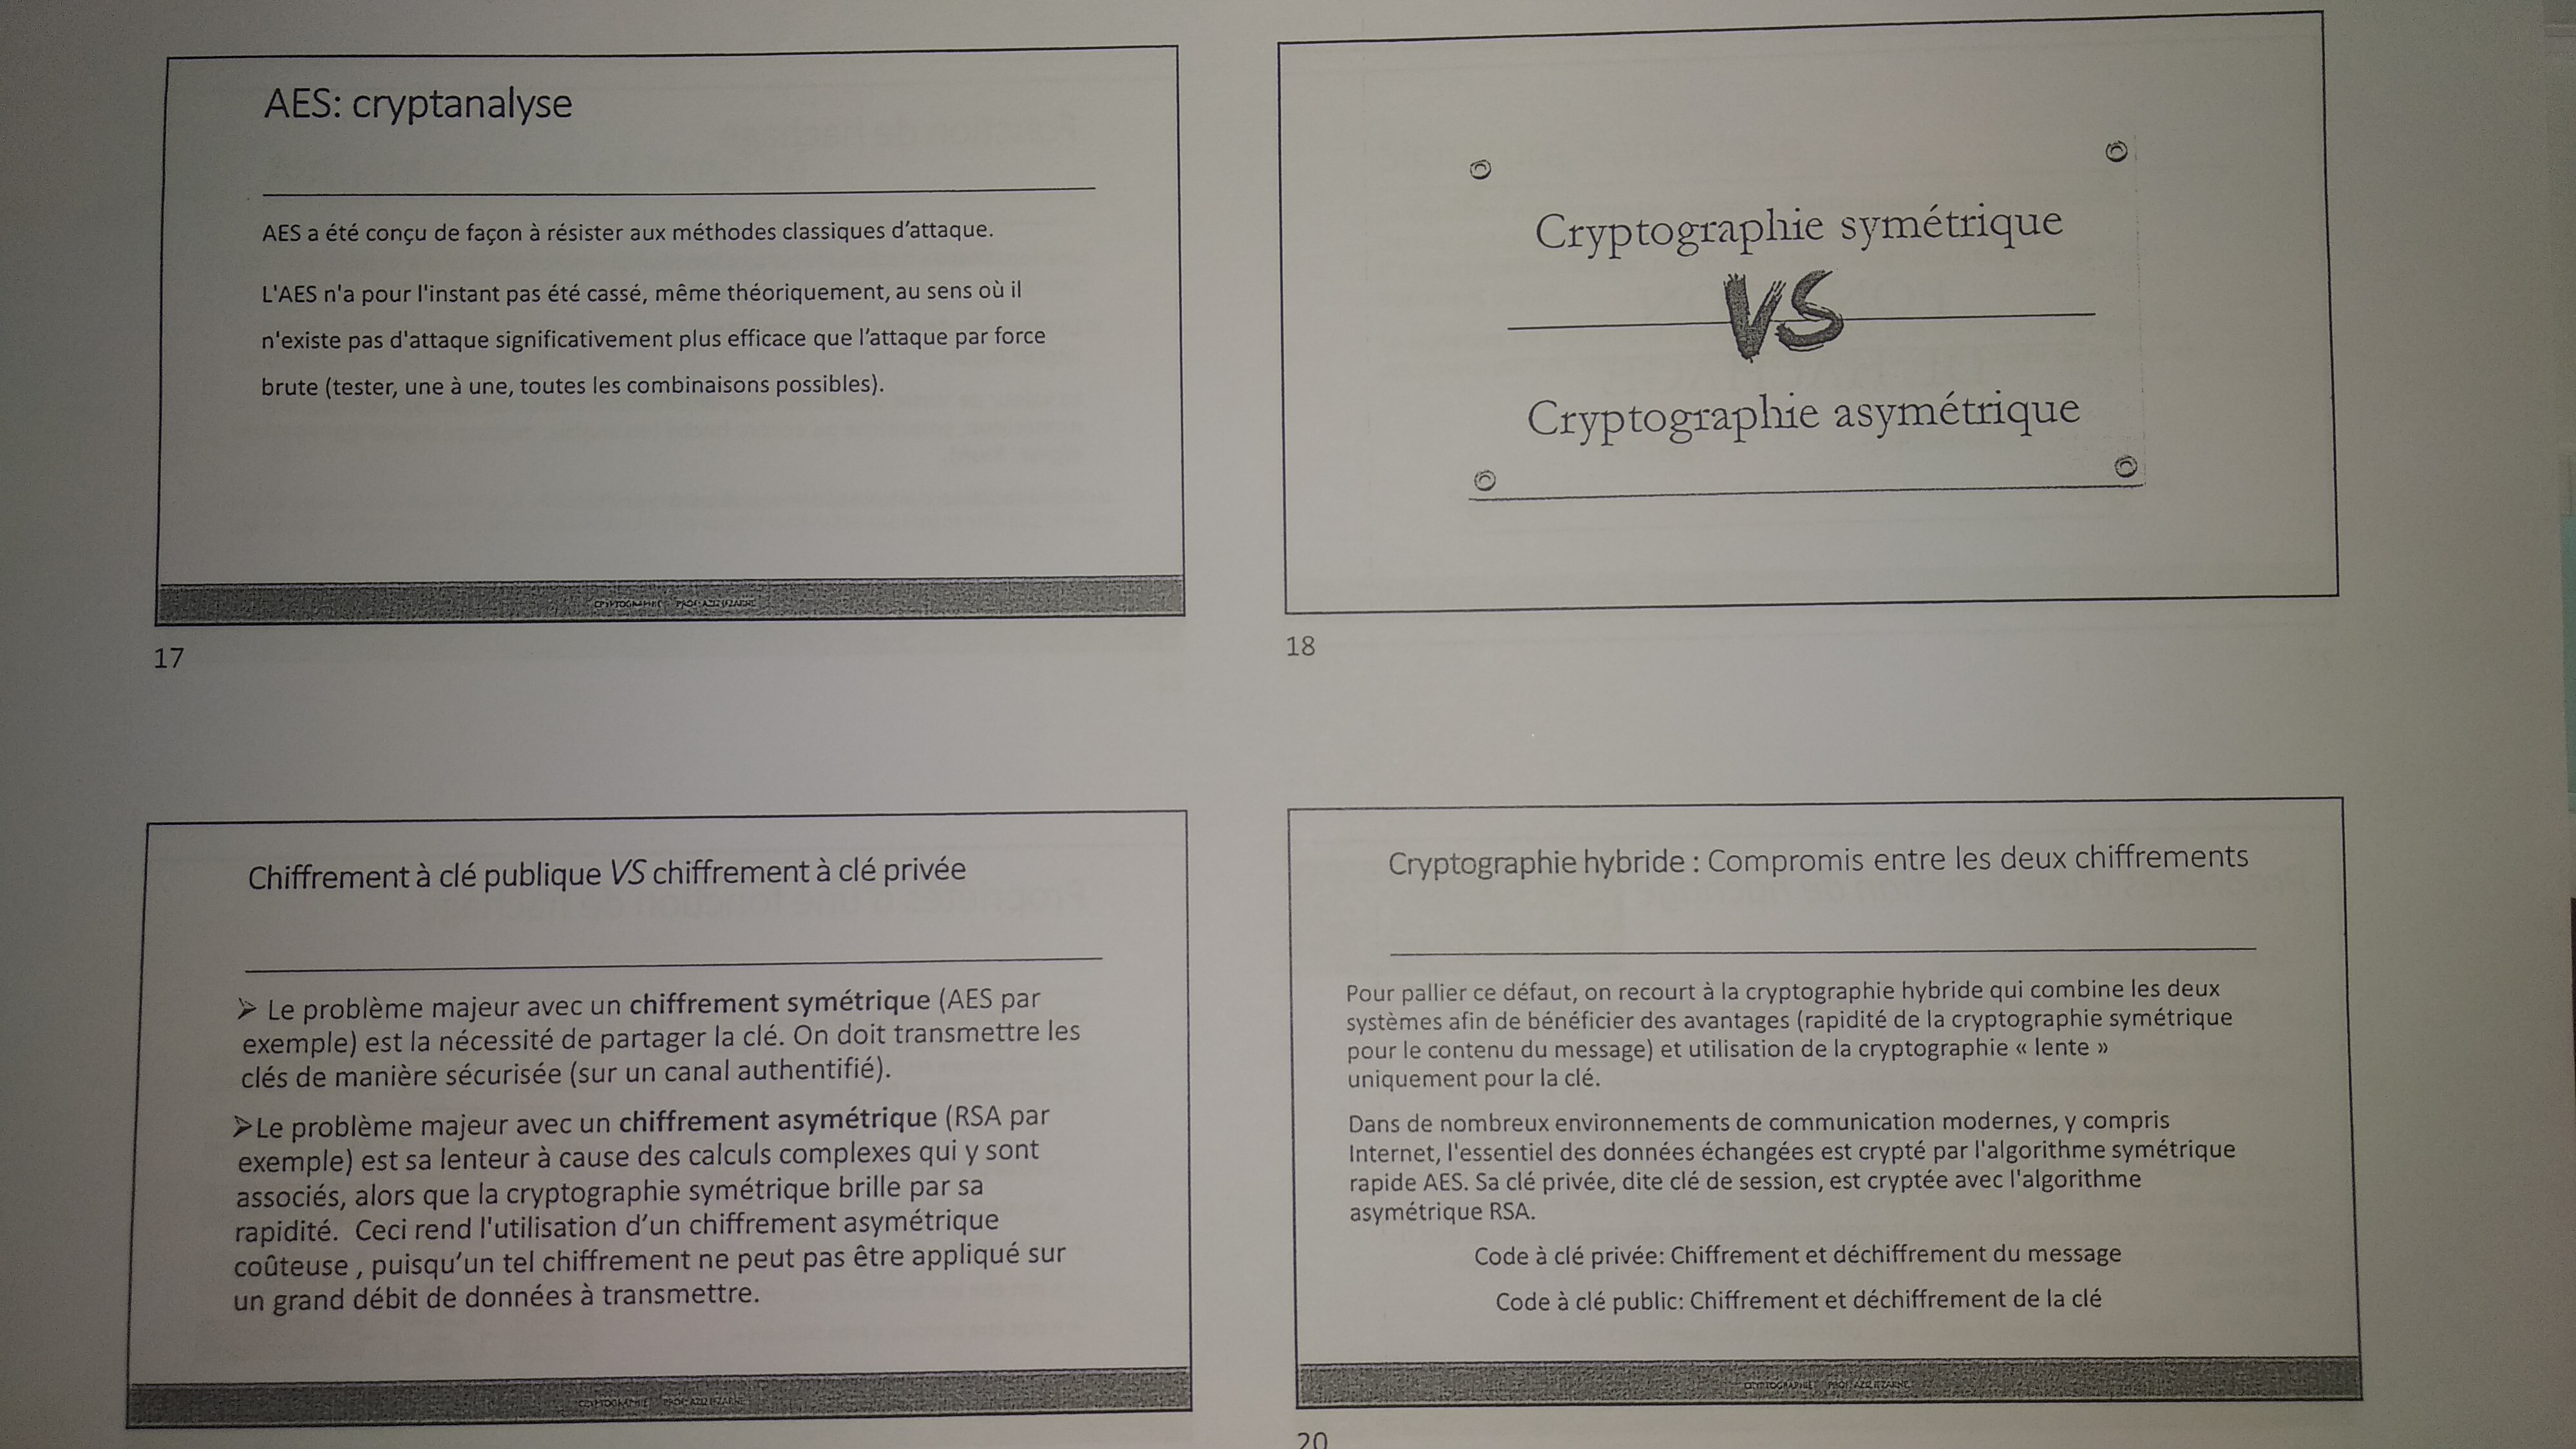 AES: cryptanalyse
AES a été conçu de façon à résister aux méthodes classiques d’attaque.
L'AES n'a pour l'instant pas été cassé, même théoriquement, au sens où il
n'existe pas d'attaque significativement plus efficace que l’attaque par force
brute (tester, une à une, toutes les combinaisons possibles).
CRYPTOGRAPHIE
17
Cryptographie symétrique
VS
Cryptographie asymétrique
18
Chiffrement à clé publique VS chiffrement à clé privée
➢ Le problème majeur avec un chiffrement symétrique (AES par
exemple) est la nécessité de partager la clé. On doit transmettre les
clés de manière sécurisée (sur un canal authentifié).
➢Le problème majeur avec un chiffrement asymétrique (RSA par
exemple) est sa lenteur à cause des calculs complexes qui y sont
associés, alors que la cryptographie symétrique brille par sa
rapidité. Ceci rend l'utilisation d’un chiffrement asymétrique
coûteuse , puisqu’un tel chiffrement ne peut pas être appliqué sur
un grand débit de données à transmettre.
CRYPTOGRAPHIE
Cryptographie hybride : Compromis entre les deux chiffrements
Pour pallier ce défaut, on recourt à la cryptographie hybride qui combine les deux
systèmes afin de bénéficier des avantages (rapidité de la cryptographie symétrique
pour le contenu du message) et utilisation de la cryptographie « lente »
uniquement pour la clé.
Dans de nombreux environnements de communication modernes, y compris
Internet, l'essentiel des données échangées est crypté par l'algorithme symétrique
rapide AES. Sa clé privée, dite clé de session, est cryptée avec l'algorithme
asymétrique RSA.
Code à clé privée: Chiffrement et déchiffrement du message
Code à clé public: Chiffrement et déchiffrement de la clé
CRYPTOGRAPHIE
20